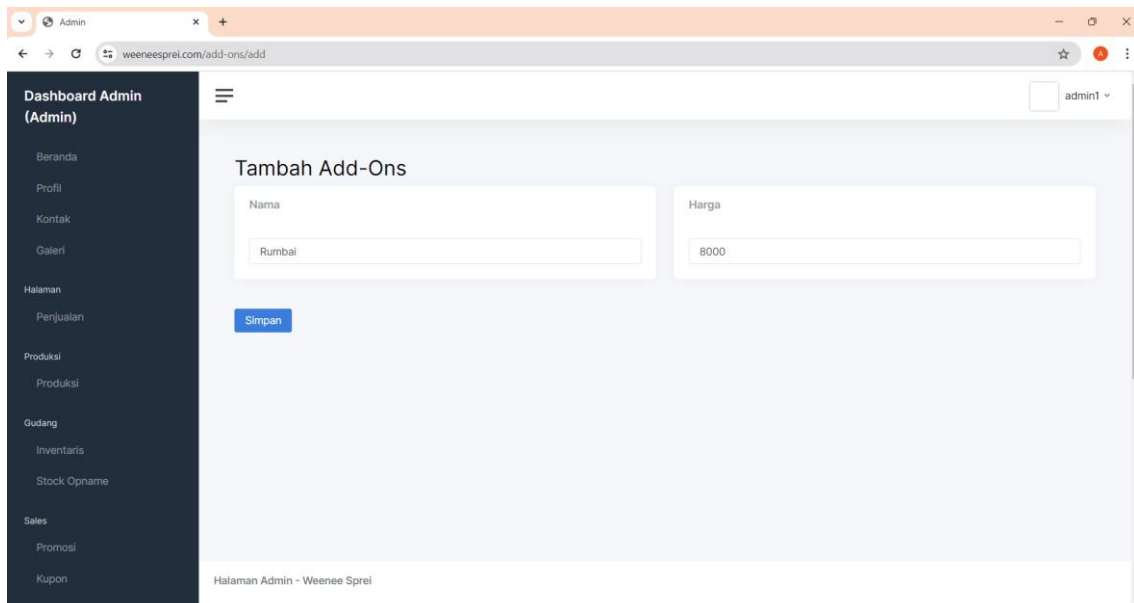 Admin
weeneesprei.com/add-ons/add
A
Dashboard Admin
(Admin)
admin1
Beranda
Profil
Kontak
Galeri
Halaman
Penjualan
Produksi
Produksi
Gudang
Inventaris
Stock Opname
Sales
Promosi
Kupon
Tambah Add-Ons
Nama
Rumbai
Harga
8000
Simpan
Halaman Admin - Weenee Sprei